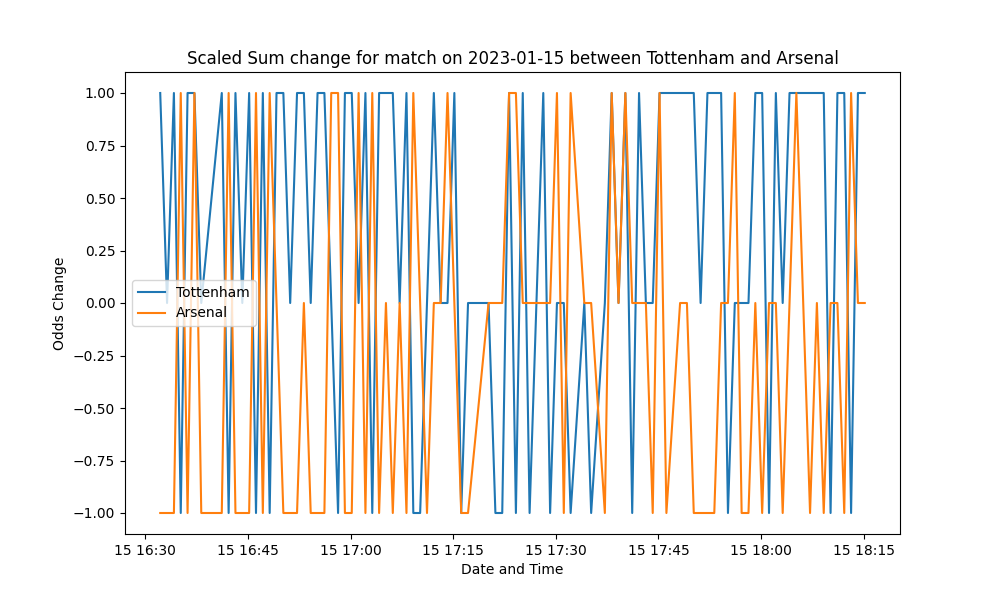 Scaled Sum change for match on 2023-01-15 between Tottenham and Arsenal
1.00
0.75
0.50
0.25
0.00
−0.25
−0.50
−0.75
−1.00
Odds Change
Tottenham
Arsenal
15 16:30 15 16:45 15 17:00 15 17:15 15 17:30 15 17:45 15 18:00 15 18:15
Date and Time